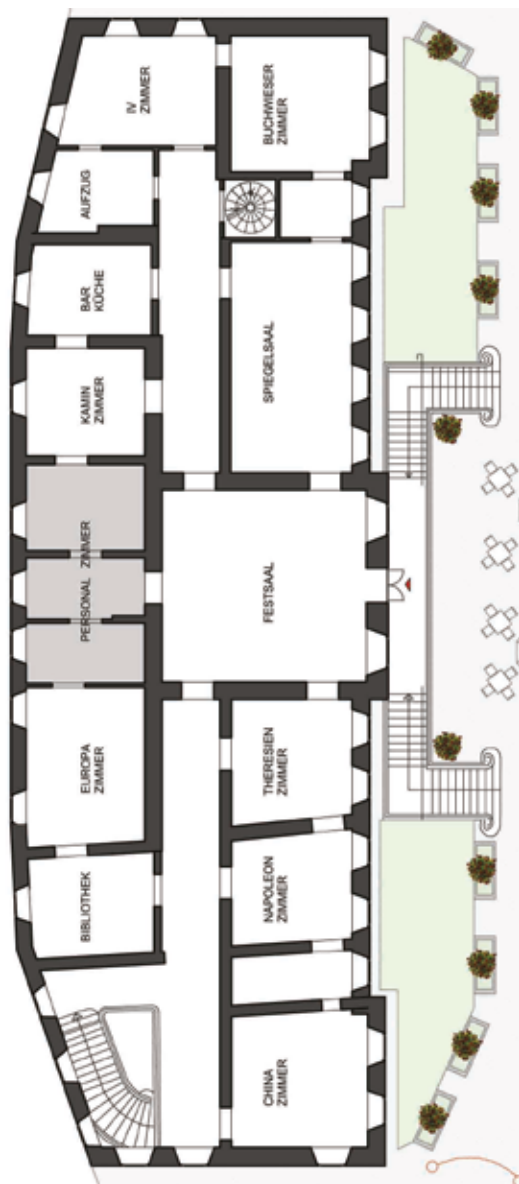 IV
ZIMMER
BUCHWIESER
ZIMMER
AUFZUG
BAR
KÜCHE
SPIEGELSAAL
KAMIN
ZIMMER
PERSONAL ZIMMER
FESTSAAL
EUROPA
ZIMMER
THERESIEN
ZIMMER
BIBLIOTHEK
NAPOLEON
ZIMMER
CHINA
ZIMMER